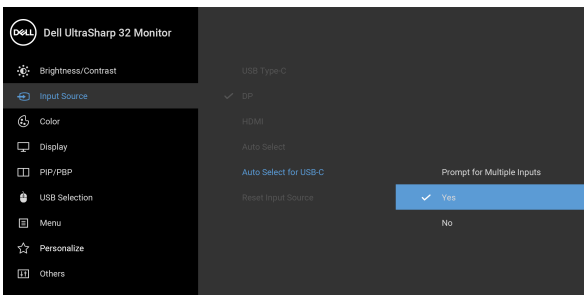 DELL
Dell UltraSharp 32 Monitor
Brightness/Contrast
Input Source
Color
Display
PIP/PBP
USB Selection
Menu
Personalize
Others
USB Type-C
DP
HDMI
Auto Select
Auto Select for USB-C
Reset Input Source
Prompt for Multiple Inputs
Yes
No